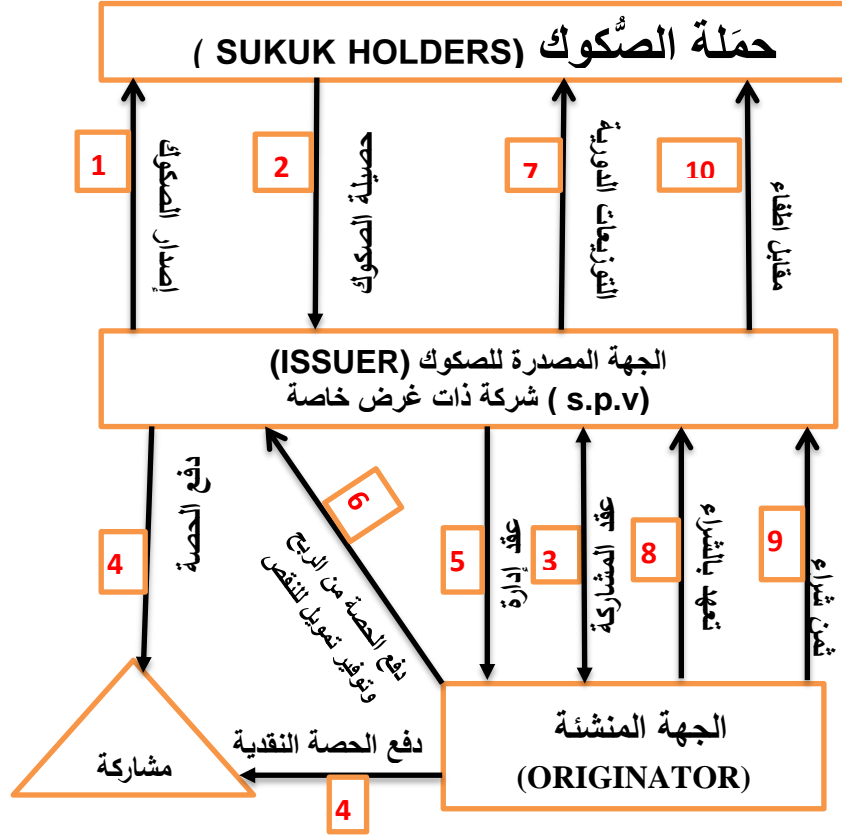 حمَلة الصُّكوك (SUKUK HOLDERS )
1
إصدار الصكوك
2
حصيلة الصكوك
7
التوزيعات الدورية
10
مقابل اطفاء
الجهة المصدرة للصكوك (ISSUER)
(s.p.v ) شركة ذات غرض خاصة
4
دفع الحصة
6
دفع الحصة من الربح
وتوفير تمويل للنقص
5
عقد إدارة
3
عقد المشاركة
8
تعهد بالشراء
9
ثمن شراء
مشاركة
دفع الحصة النقدية
4
الجهة المنشئة
(ORIGINATOR)